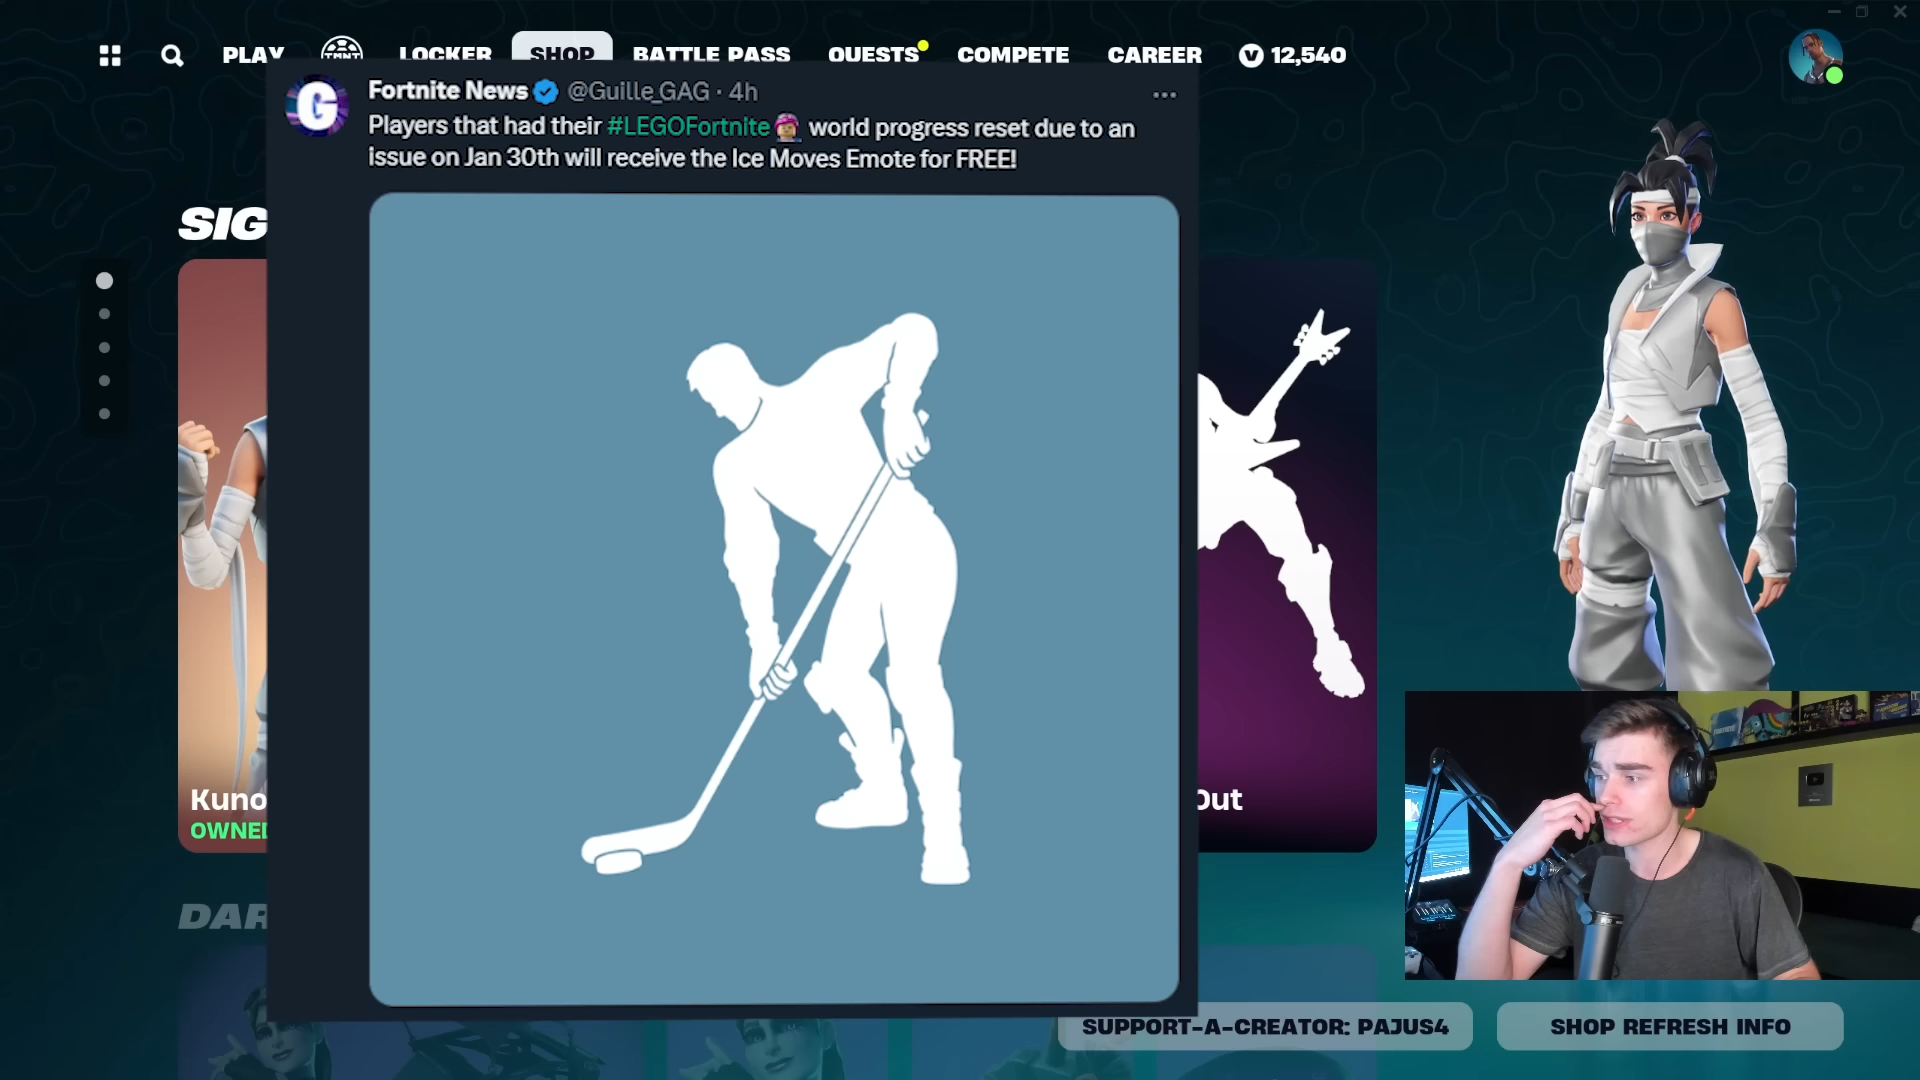 PLAY
TMNT
LOCKER
SHOP
BATTLE PASS
QUESTS
COMPETE
CAREER
V 12,540
Fortnite News @Guille_GAG · 4h
G
Players that had their #LEGOFortnite world progress reset due to an
issue on Jan 30th will receive the Ice Moves Emote for FREE!
SIG
Kuno
OWNED
Out
DAR
SUPPORT-A-CREATOR: PAJUS4
SHOP REFRESH INFO